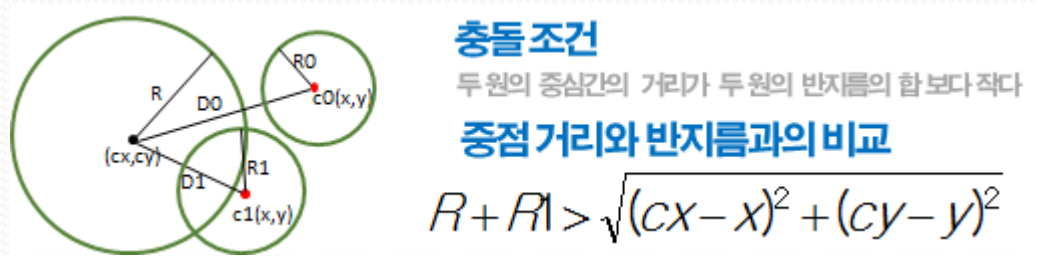 R
D0
R0
c0(x,y)
(cx,cy)
D1
R1
c1(x,y)
충돌 조건
두 원의 중심간의 거리가 두 원의 반지름의 합 보다 작다
중점 거리와 반지름과의 비교
R + R1 > √(cx − x)² + (cy − y)²